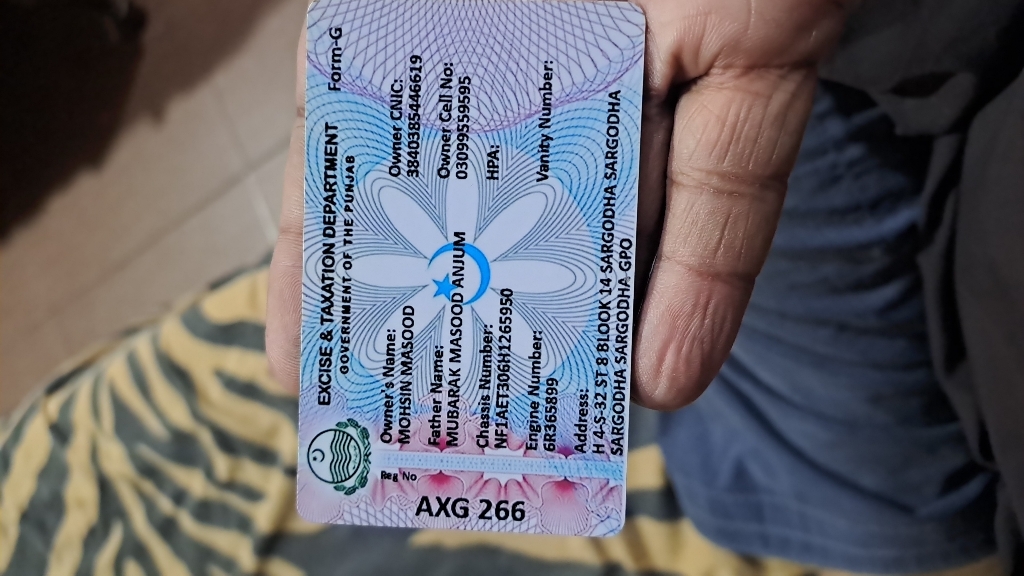 EXCISE & TAXATION DEPARTMENT
GOVERNMENT OF THE PUNJAB
Form-G
Owner's Name:
MOHSIN MASOOD
Father Name:
MUBARAK MASOOD ANJUM
Chassis Number:
NF1AET306H1265950
Engine Number:
6R365899
Address:
H 4-S-32 ST 8 BLOOK 14 SARGODHA SARGODHA
SARGODHA SARGODHA GPO
Owner CNIC:
3840385446619
Owner Cell No:
03099559595
HPA:
Vanity Number:
Reg No
AXG 266